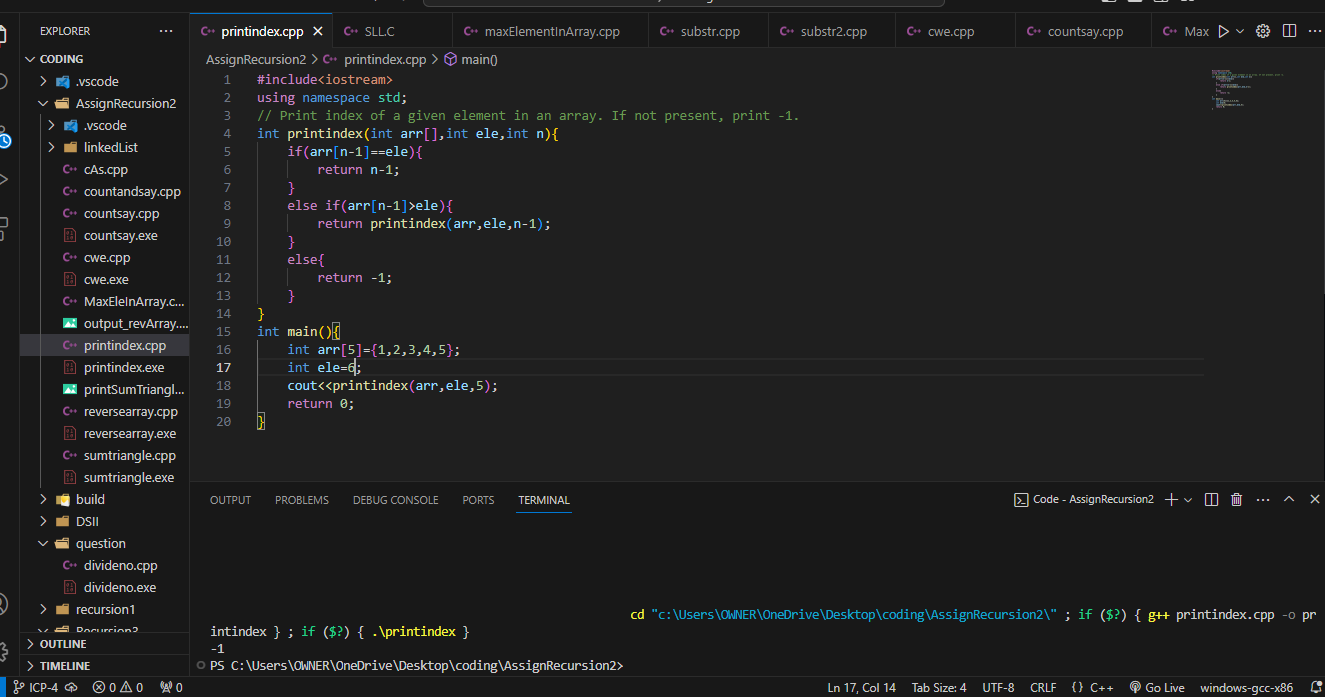 EXPLORER ···
CODING
.vscode
AssignRecursion2
.vscode
linkedList
cAs.cpp
countandsay.cpp
countsay.cpp
countsay.exe
cwe.cpp
cwe.exe
MaxEleInArray.c...
output_revArray....
printindex.cpp
printindex.exe
printSumTriangl...
reversearray.cpp
reversearray.exe
sumtriangle.cpp
sumtriangle.exe
build
DSII
question
divideno.cpp
divideno.exe
recursion1
OUTLINE
TIMELINE
printindex.cpp SLL.C maxElementInArray.cpp substr.cpp substr2.cpp cwe.cpp countsay.cpp Max
AssignRecursion2 > printindex.cpp > main()
1 #include<iostream>
2 using namespace std;
3 // Print index of a given element in an array. If not present, print -1.
4 int printindex(int arr[],int ele,int n){
5 if(arr[n-1]==ele){
6 return n-1;
7 }
8 else if(arr[n-1]>ele){
9 return printindex(arr,ele,n-1);
10 }
11 else{
12 return -1;
13 }
14 }
15 int main(){
16 int arr[5]={1,2,3,4,5};
17 int ele=6;
18 cout<<printindex(arr,ele,5);
19 return 0;
20 }
OUTPUT PROBLEMS DEBUG CONSOLE PORTS TERMINAL Code - AssignRecursion2
cd "c:\Users\OWNER\OneDrive\Desktop\coding\AssignRecursion2\" ; if ($?) { g++ printindex.cpp -o pr
intindex } ; if ($?) { .\printindex }
-1
PS C:\Users\OWNER\OneDrive\Desktop\coding\AssignRecursion2>
ICP-4 0 0 0 Ln 17, Col 14 Tab Size: 4 UTF-8 CRLF {} C++ Go Live windows-gcc-x86